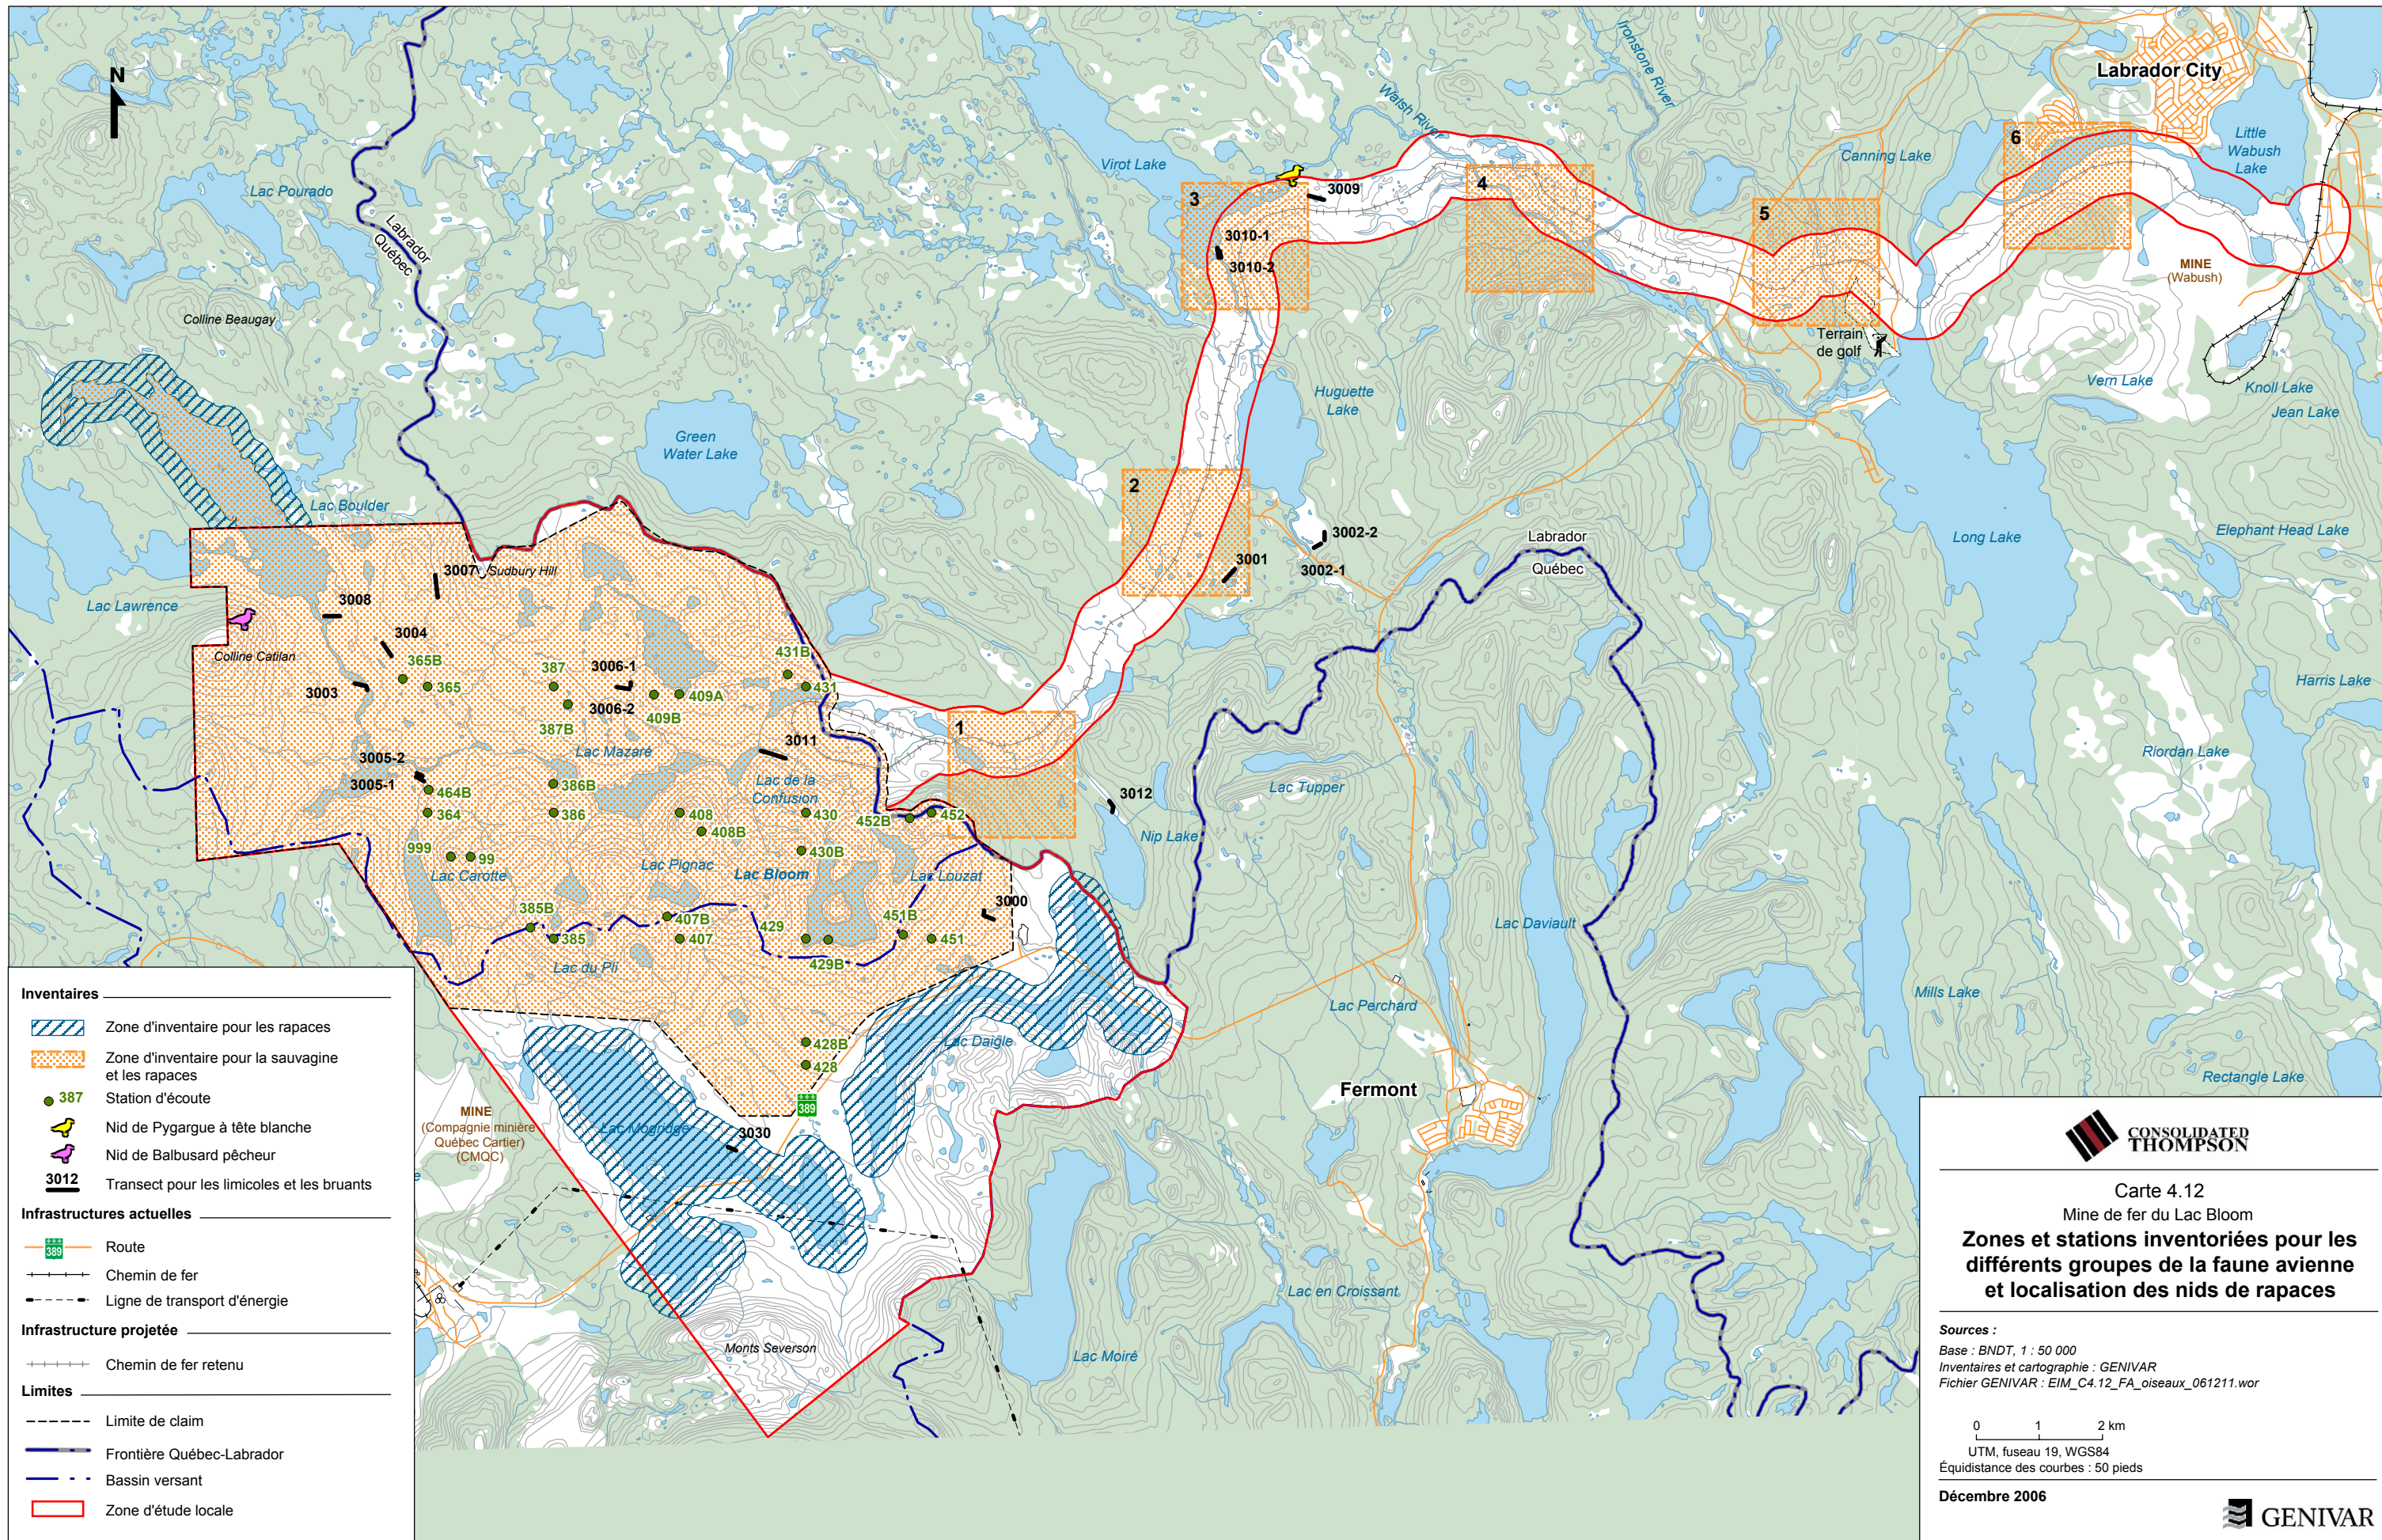 N
Labrador City
Ironstone River
Walsh River
Little
Wabush
Lake
Canning Lake
6
Virot Lake
4
3
3009
5
Lac Pourado
Labrador
Québec
3010-1
3010-2
MINE
(Wabush)
Colline Beaugay
Terrain
de golf
Vern Lake
Knoll Lake
Jean Lake
Huguette
Lake
Green
Water Lake
2
Lac Boulder
3002-2
Labrador
Québec
Elephant Head Lake
Long Lake
3001
3002-1
3007
Sudbury Hill
Lac Lawrence
3008
3004
Colline Catilan
365B
365
387
3006-1
431B
431
409A
409B
3003
3006-2
387B
Harris Lake
1
3011
Lac Mazaré
3005-2
3005-1
464B
386B
Lac de la
Confusion
Riordan Lake
Lac Tupper
3012
364
386
408
430
452B
452
408B
Nip Lake
999
99
430B
Lac Carotte
Lac Pignac
Lac Bloom
Lac Louzat
385B
407B
429
451B
3000
Lac Daviault
385
407
429B
451
Lac du Pli
Mills Lake
Lac Perchard
428B
Lac Daigle
428
389
Rectangle Lake
Fermont
MINE
(Compagnie minière
Québec Cartier)
(CMQC)
Lac Mogridge
3030
e
Lac en Croissant
Monts Severson
Lac Moiré
Inventaires
Zone d'inventaire pour les rapaces
Zone d'inventaire pour la sauvagine
et les rapaces
387 Station d'écoute
Nid de Pygargue à tête blanche
Nid de Balbusard pêcheur
3012 Transect pour les limicoles et les bruants
Infrastructures actuelles
389 Route
Chemin de fer
Ligne de transport d'énergie
Infrastructure projetée
Chemin de fer retenu
Limites
Limite de claim
Frontière Québec-Labrador
Bassin versant
Zone d'étude locale
CONSOLIDATED
THOMPSON
Carte 4.12
Mine de fer du Lac Bloom
Zones et stations inventoriées pour les
différents groupes de la faune avienne
et localisation des nids de rapaces
Sources :
Base : BNDT, 1 : 50 000
Inventaires et cartographie : GENIVAR
Fichier GENIVAR : EIM_C4.12_FA_oiseaux_061211.wor
0 1 2 km
UTM, fuseau 19, WGS84
Équidistance des courbes : 50 pieds
Décembre 2006
GENIVAR